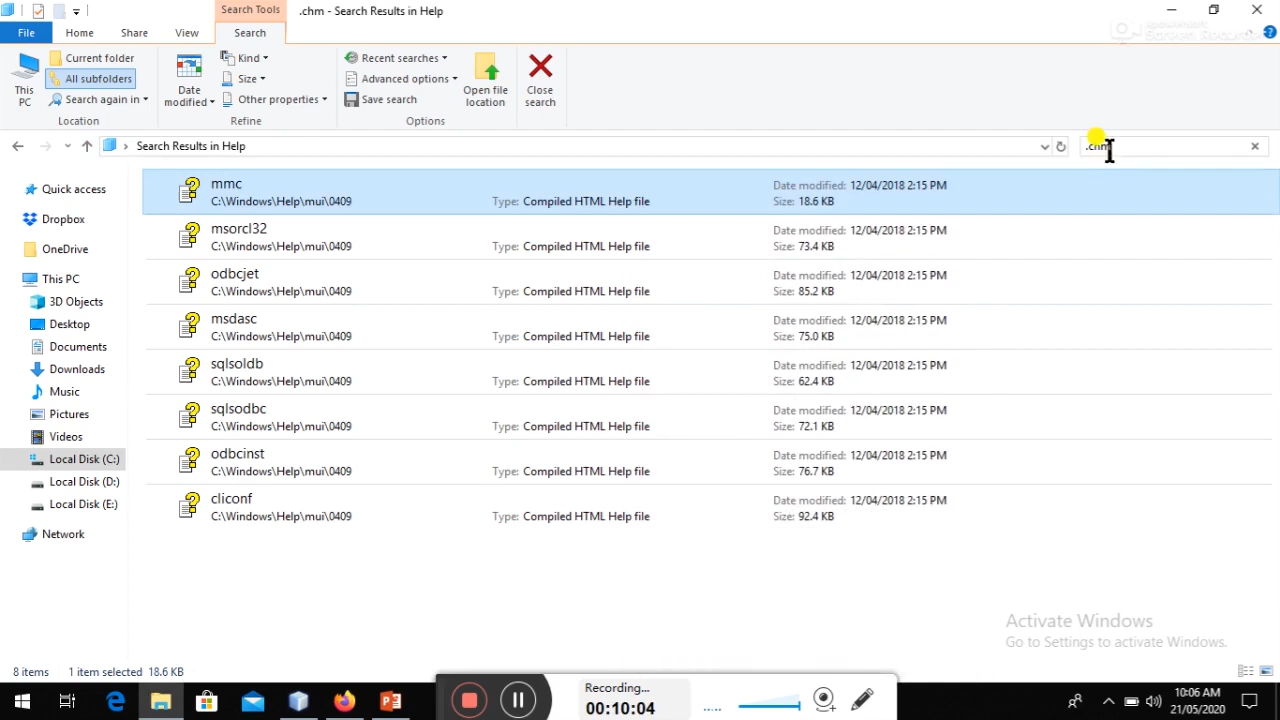 Search Tools
.chm - Search Results in Help
File
Home
Share
View
Search
This PC
Current folder
All subfolders
Search again in
Location
Date modified
Kind
Size
Other properties
Refine
Recent searches
Advanced options
Save search
Open file location
Options
Close search
Search Results in Help
.chm
Quick access
Dropbox
OneDrive
This PC
3D Objects
Desktop
Documents
Downloads
Music
Pictures
Videos
Local Disk (C:)
Local Disk (D:)
Local Disk (E:)
Network
mmc
Date modified: 12/04/2018 2:15 PM
C:\Windows\Help\mui\0409 Type: Compiled HTML Help file Size: 18.6 KB
msorcl32
Date modified: 12/04/2018 2:15 PM
C:\Windows\Help\mui\0409 Type: Compiled HTML Help file Size: 73.4 KB
odbcjet
Date modified: 12/04/2018 2:15 PM
C:\Windows\Help\mui\0409 Type: Compiled HTML Help file Size: 85.2 KB
msdasc
Date modified: 12/04/2018 2:15 PM
C:\Windows\Help\mui\0409 Type: Compiled HTML Help file Size: 75.0 KB
sqlsoldb
Date modified: 12/04/2018 2:15 PM
C:\Windows\Help\mui\0409 Type: Compiled HTML Help file Size: 62.4 KB
sqlsodbc
Date modified: 12/04/2018 2:15 PM
C:\Windows\Help\mui\0409 Type: Compiled HTML Help file Size: 72.1 KB
odbcinst
Date modified: 12/04/2018 2:15 PM
C:\Windows\Help\mui\0409 Type: Compiled HTML Help file Size: 76.7 KB
cliconf
Date modified: 12/04/2018 2:15 PM
C:\Windows\Help\mui\0409 Type: Compiled HTML Help file Size: 92.4 KB
Activate Windows
Go to Settings to activate Windows.
8 items 1 item selected 18.6 KB
Recording...
00:10:04
10:06 AM
21/05/2020